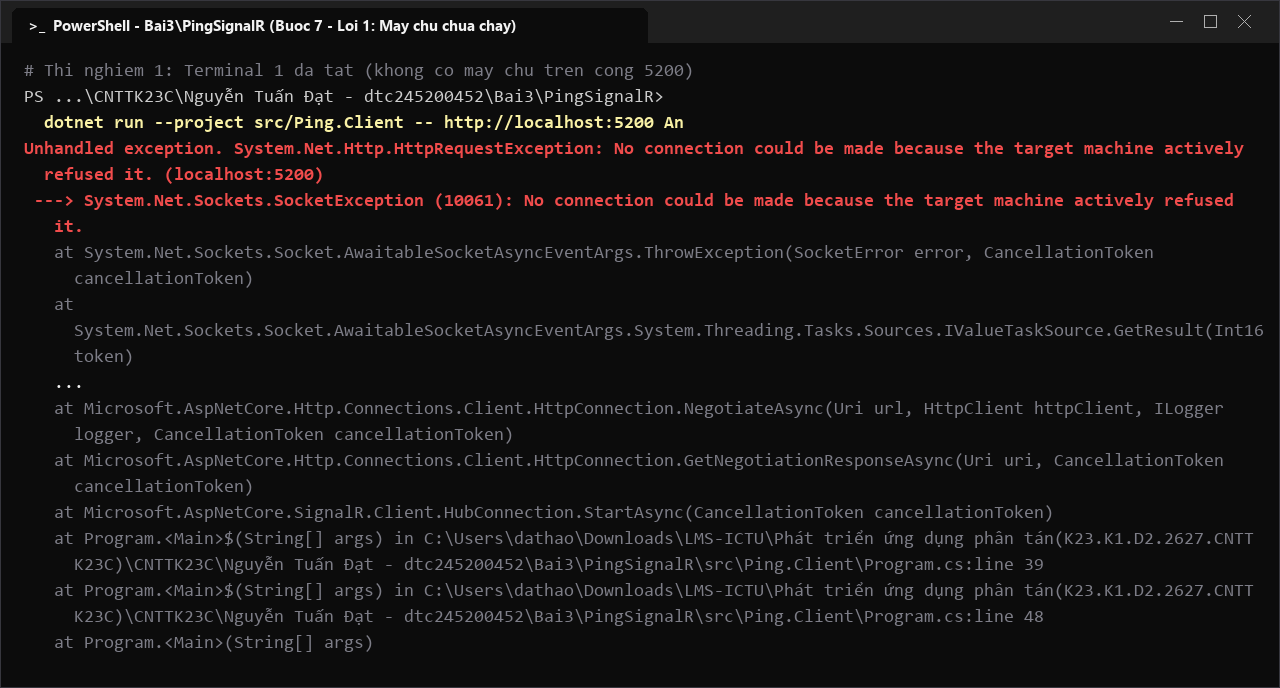 >_ PowerShell - Bai3\PingSignalR (Buoc 7 - Loi 1: May chu chua chay)
# Thi nghiem 1: Terminal 1 da tat (khong co may chu tren cong 5200)
PS ...\CNTTK23C\Nguyễn Tuấn Đạt - dtc245200452\Bai3\PingSignalR>
dotnet run --project src/Ping.Client -- http://localhost:5200 An
Unhandled exception. System.Net.Http.HttpRequestException: No connection could be made because the target machine actively
refused it. (localhost:5200)
---> System.Net.Sockets.SocketException (10061): No connection could be made because the target machine actively refused
it.
at System.Net.Sockets.Socket.AwaitableSocketAsyncEventArgs.ThrowException(SocketError error, CancellationToken
cancellationToken)
at
System.Net.Sockets.Socket.AwaitableSocketAsyncEventArgs.System.Threading.Tasks.Sources.IValueTaskSource.GetResult(Int16
token)
...
at Microsoft.AspNetCore.Http.Connections.Client.HttpConnection.NegotiateAsync(Uri url, HttpClient httpClient, ILogger
logger, CancellationToken cancellationToken)
at Microsoft.AspNetCore.Http.Connections.Client.HttpConnection.GetNegotiationResponseAsync(Uri uri, CancellationToken
cancellationToken)
at Microsoft.AspNetCore.SignalR.Client.HubConnection.StartAsync(CancellationToken cancellationToken)
at Program.<Main>$(String[] args) in C:\Users\dathao\Downloads\LMS-ICTU\Phát triển ứng dụng phân tán(K23.K1.D2.2627.CNTT
K23C)\CNTTK23C\Nguyễn Tuấn Đạt - dtc245200452\Bai3\PingSignalR\src\Ping.Client\Program.cs:line 39
at Program.<Main>$(String[] args) in C:\Users\dathao\Downloads\LMS-ICTU\Phát triển ứng dụng phân tán(K23.K1.D2.2627.CNTT
K23C)\CNTTK23C\Nguyễn Tuấn Đạt - dtc245200452\Bai3\PingSignalR\src\Ping.Client\Program.cs:line 48
at Program.<Main>(String[] args)